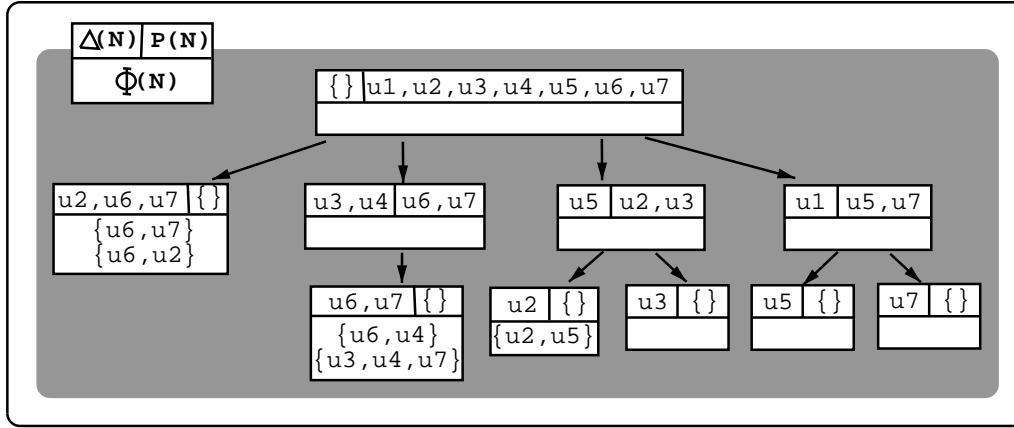 Δ(N) P(N)
Φ(N)
{} u1,u2,u3,u4,u5,u6,u7
u2,u6,u7 {}
{u6,u7}
{u6,u2}
u3,u4 u6,u7
u5 u2,u3
u1 u5,u7
u6,u7 {}
{u6,u4}
{u3,u4,u7}
u2 {}
{u2,u5}
u3 {}
u5 {}
u7 {}